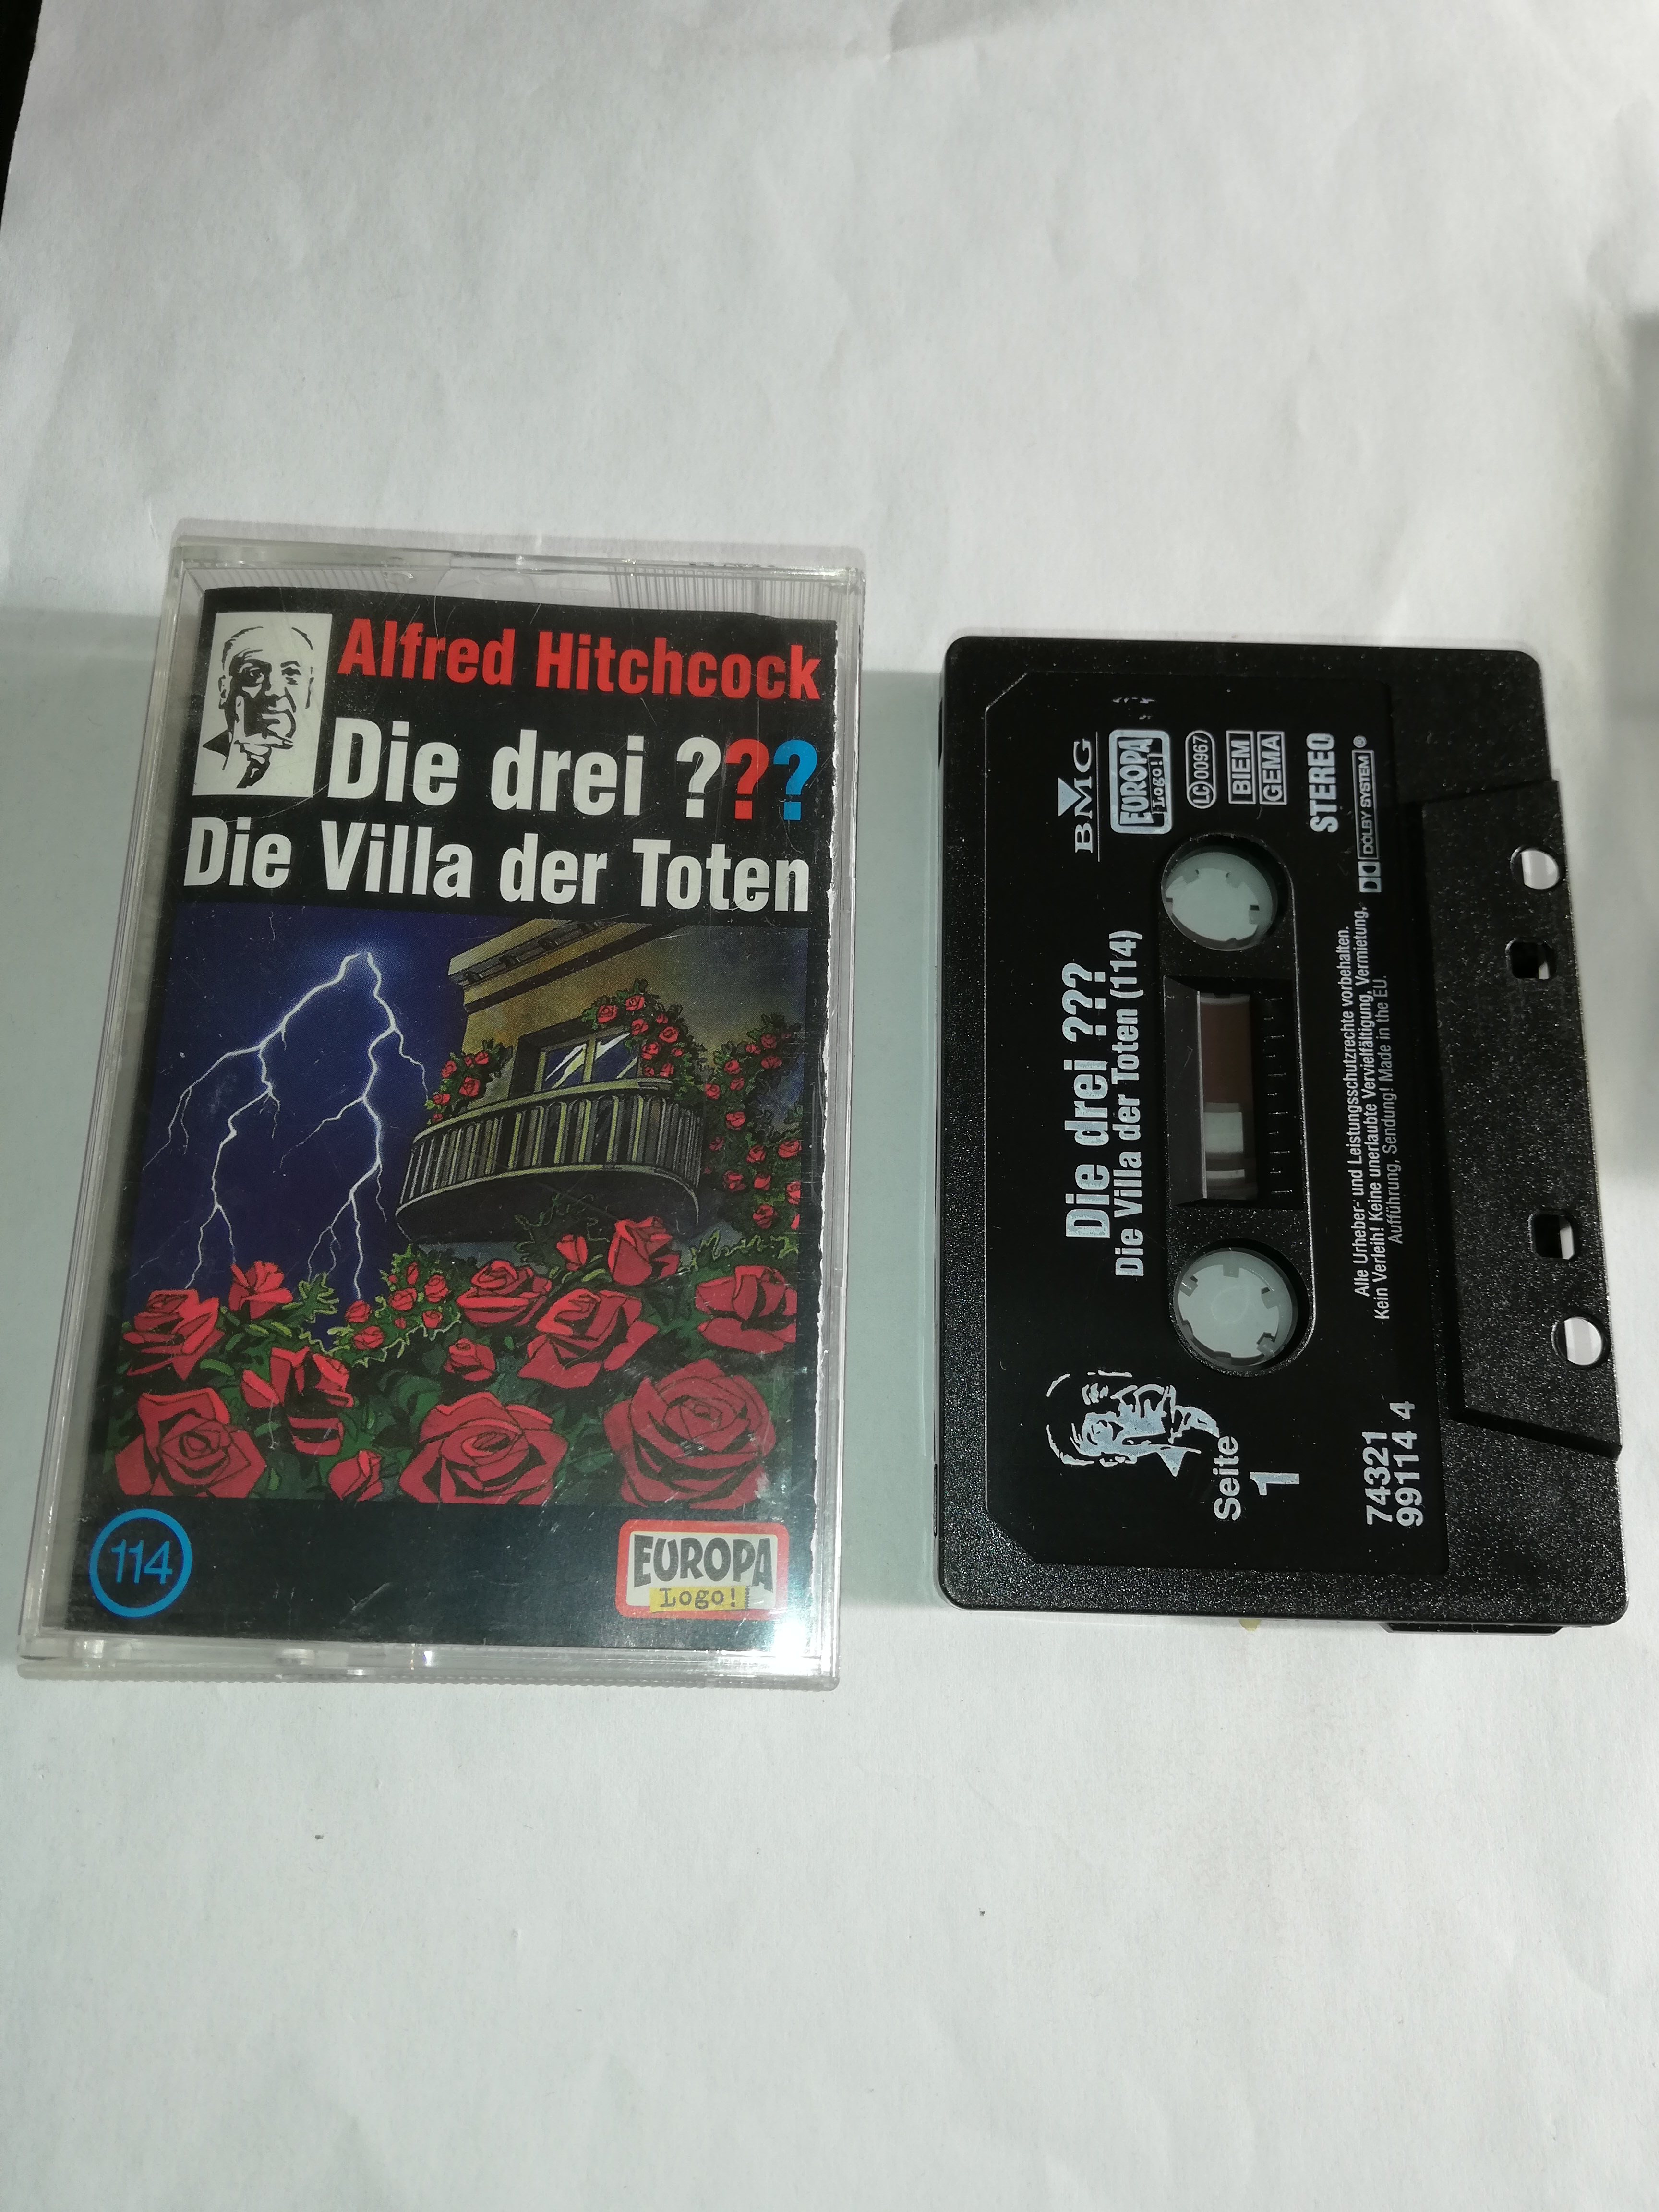 Alfred Hitchcock
Die drei ???
Die Villa der Toten
114
EUROPA
Logo!
BMG
EUROPA
Logo!
LC 00967
BIEM
GEMA
STEREO
DOLBY SYSTEM®
Die drei ???
Die Villa der Toten (114)
Seite
1
Alle Urheber- und Leistungsschutzrechte vorbehalten.
Kein Verleih! Keine unerlaubte Vervielfältigung, Vermietung,
Aufführung, Sendung! Made in the EU.
74321
99114 4